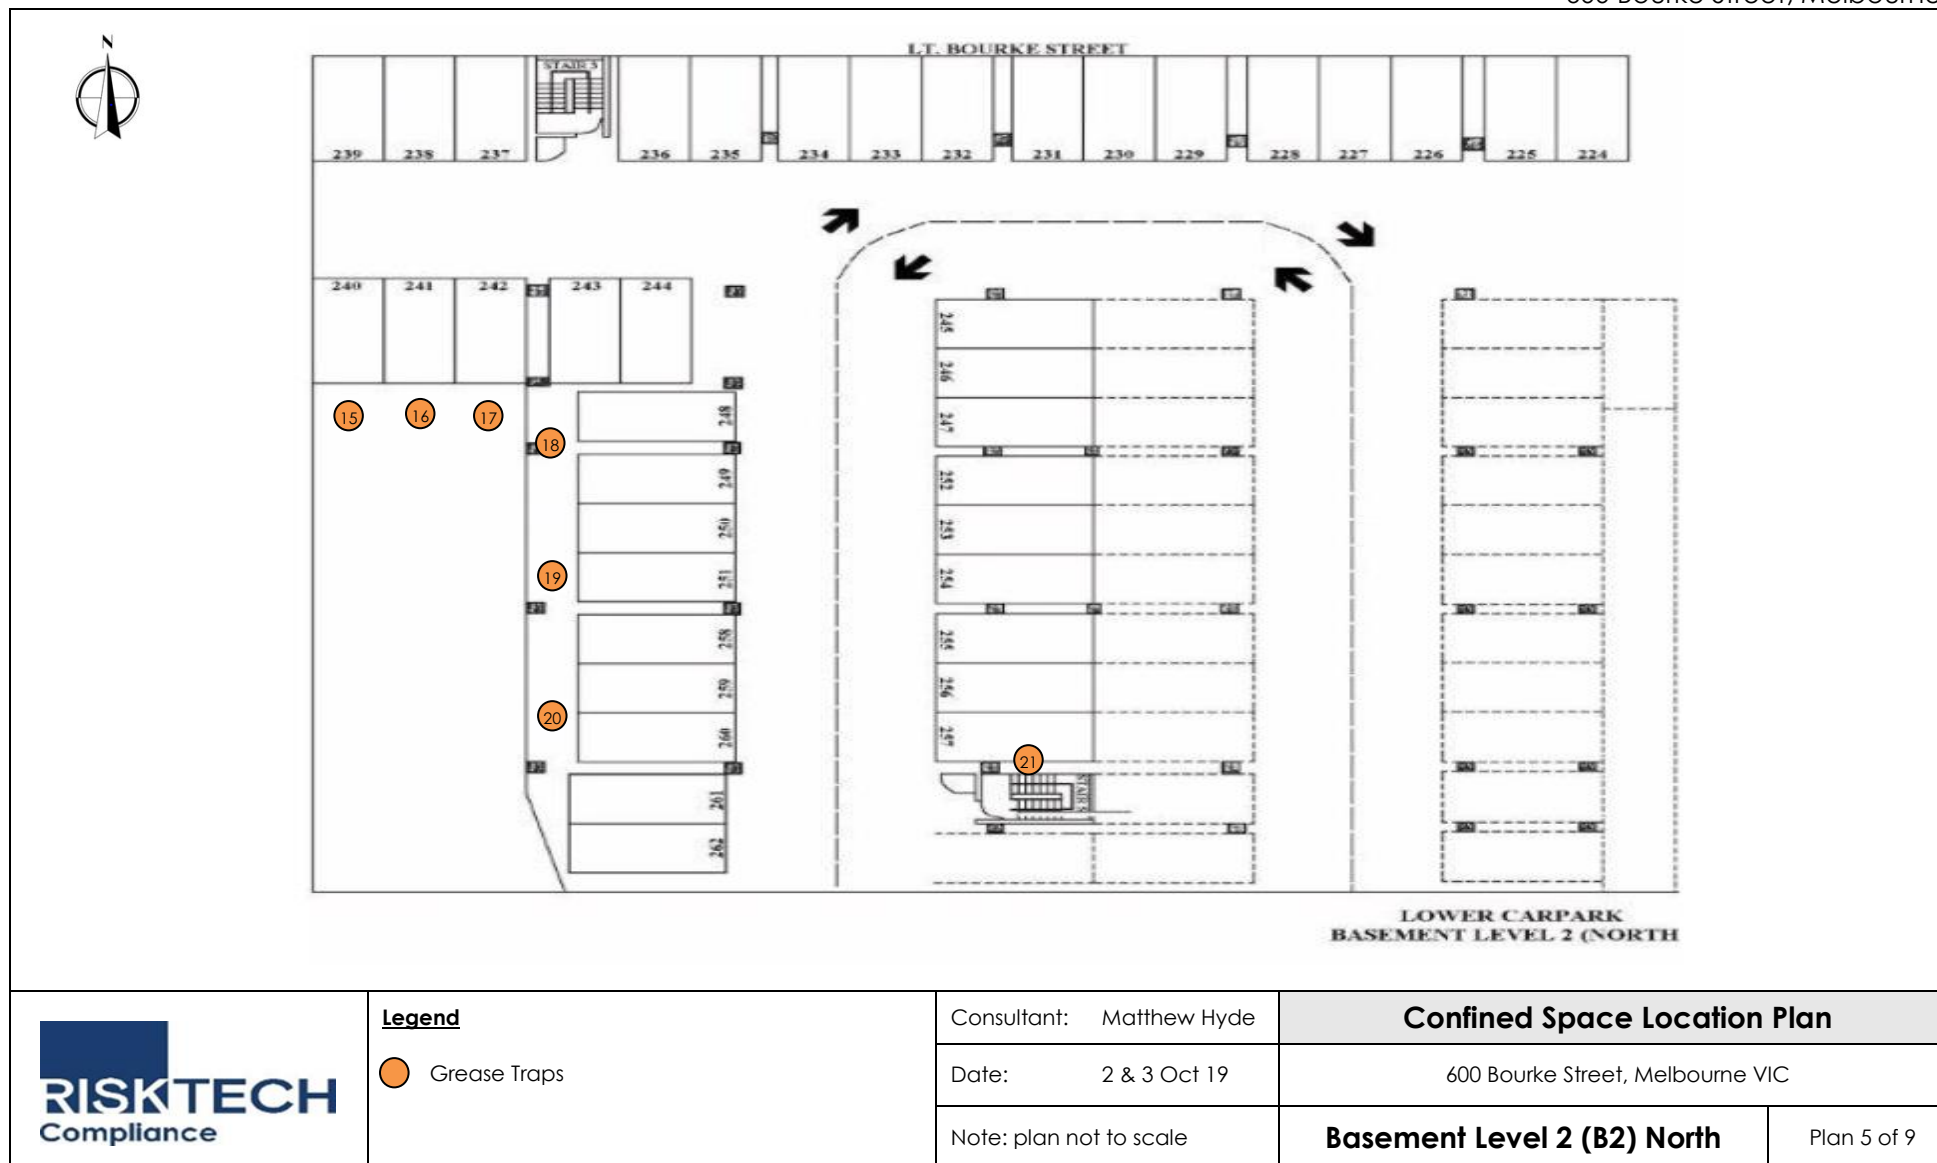 N
LT. BOURKE STREET
STAIR 3
239 238 237 236 235 234 233 232 231 230 229 228 227 226 225 224
240 241 242 243 244
245
246
247
15 16 17
248
18
249
252
250
253
19
251
254
258
255
259
256
20
260
257
21
STAIR 5
261
262
LOWER CARPARK
BASEMENT LEVEL 2 (NORTH
RISKTECH
Compliance
Legend
Grease Traps
Consultant: Matthew Hyde
Date: 2 & 3 Oct 19
Note: plan not to scale
Confined Space Location Plan
600 Bourke Street, Melbourne VIC
Basement Level 2 (B2) North
Plan 5 of 9